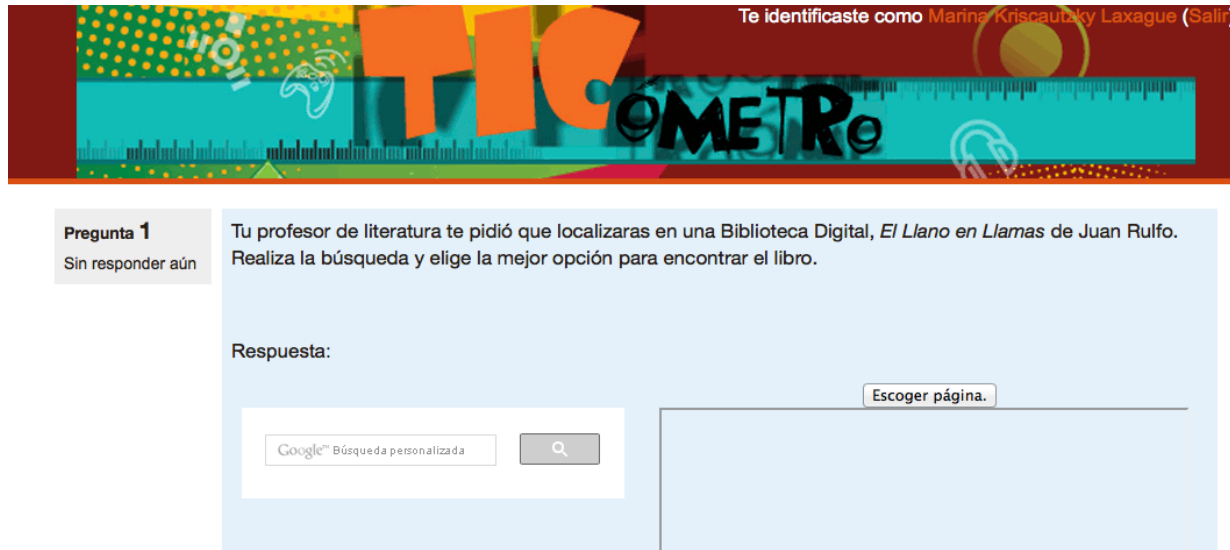 Te identificaste como Marina Kriscautzky Laxague (Salir)
TICÓMETRO
Pregunta 1
Sin responder aún
Tu profesor de literatura te pidió que localizaras en una Biblioteca Digital, El Llano en Llamas de Juan Rulfo.
Realiza la búsqueda y elige la mejor opción para encontrar el libro.
Respuesta:
Escoger página.
Google™ Búsqueda personalizada